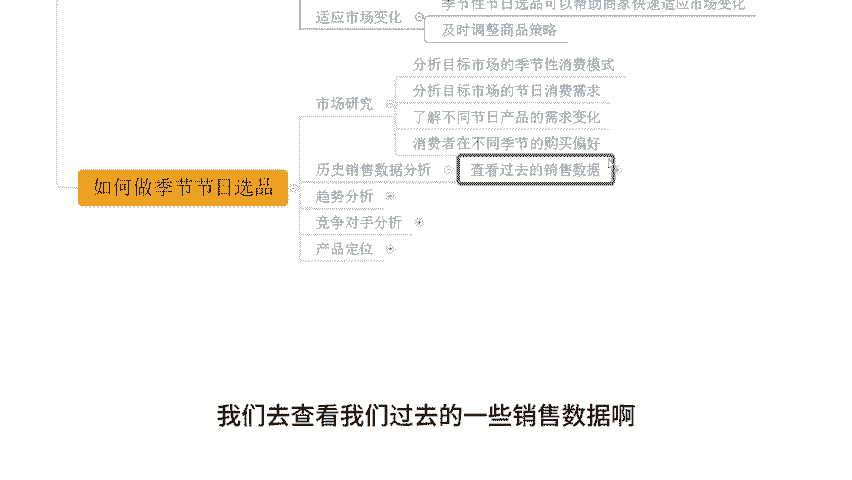 季节性节日选品可以帮助商家快速适应市场变化
适应市场变化
及时调整商品策略
分析目标市场的季节性消费模式
分析目标市场的节日消费需求
市场研究
了解不同节日产品的需求变化
消费者在不同季节的购买偏好
历史销售数据分析
查看过去的销售数据
如何做季节节日选品
趋势分析
竞争对手分析
产品定位
我们去查看我们过去的一些销售数据啊